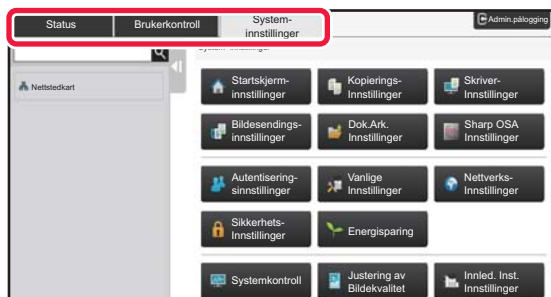 Status
Brukerkontroll
System-
innstillinger
Admin.pålogging
Nettstedkart
Startskjerm-
innstillinger
Kopierings-
Innstillinger
Skriver-
Innstillinger
Bildesendings-
innstillinger
Dok.Ark.
Innstillinger
Sharp OSA
Innstillinger
Autentisering-
sinnstillinger
Vanlige
Innstillinger
Nettverks-
Innstillinger
Sikkerhets-
Innstillinger
Energisparing
Systemkontroll
Justering av
Bildekvalitet
Innled. Inst.
Innstillinger